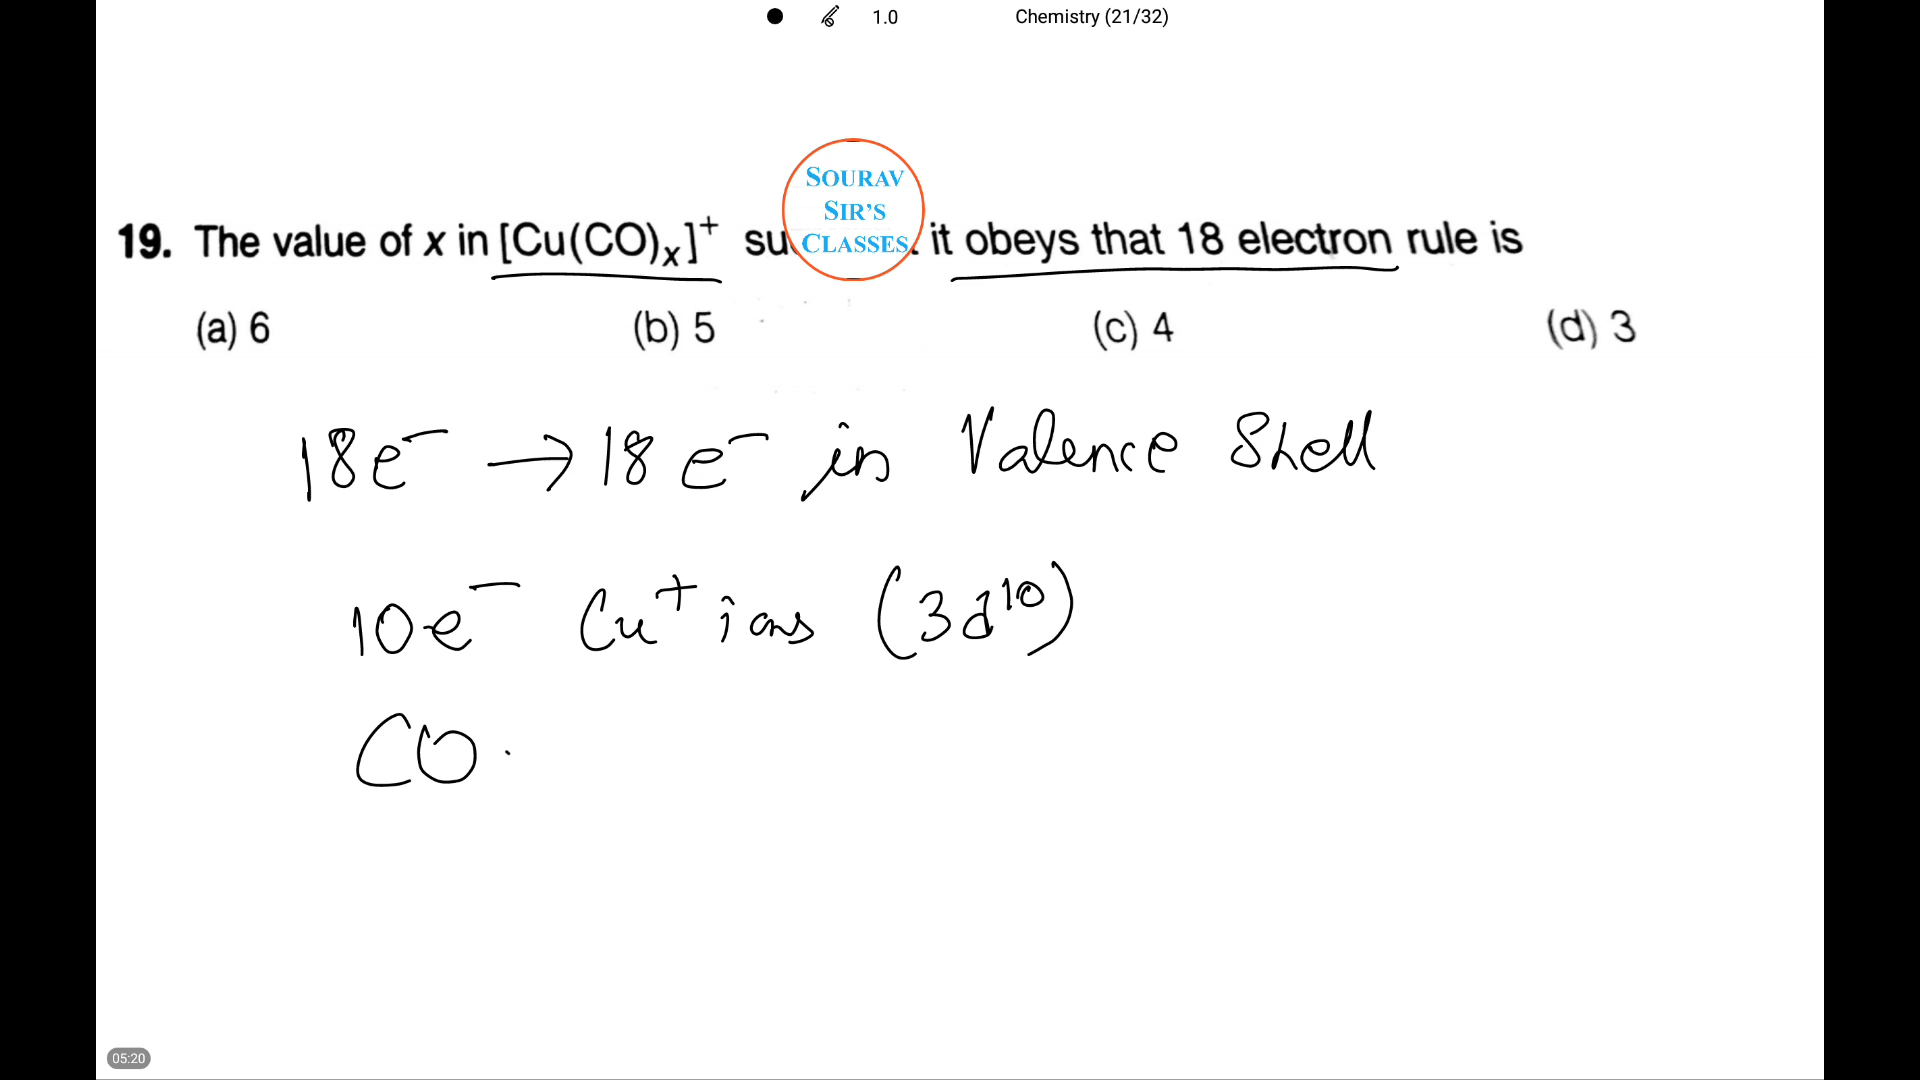 1.0 Chemistry (21/32)
SOURAV
SIR'S
CLASSES
19. The value of x in [Cu(CO)x]⁺ su it obeys that 18 electron rule is
(a) 6 (b) 5 (c) 4 (d) 3
18e⁻ → 18 e⁻ in Valence Shell
10e⁻ Cu⁺ ions (3d¹⁰)
CO
05:20